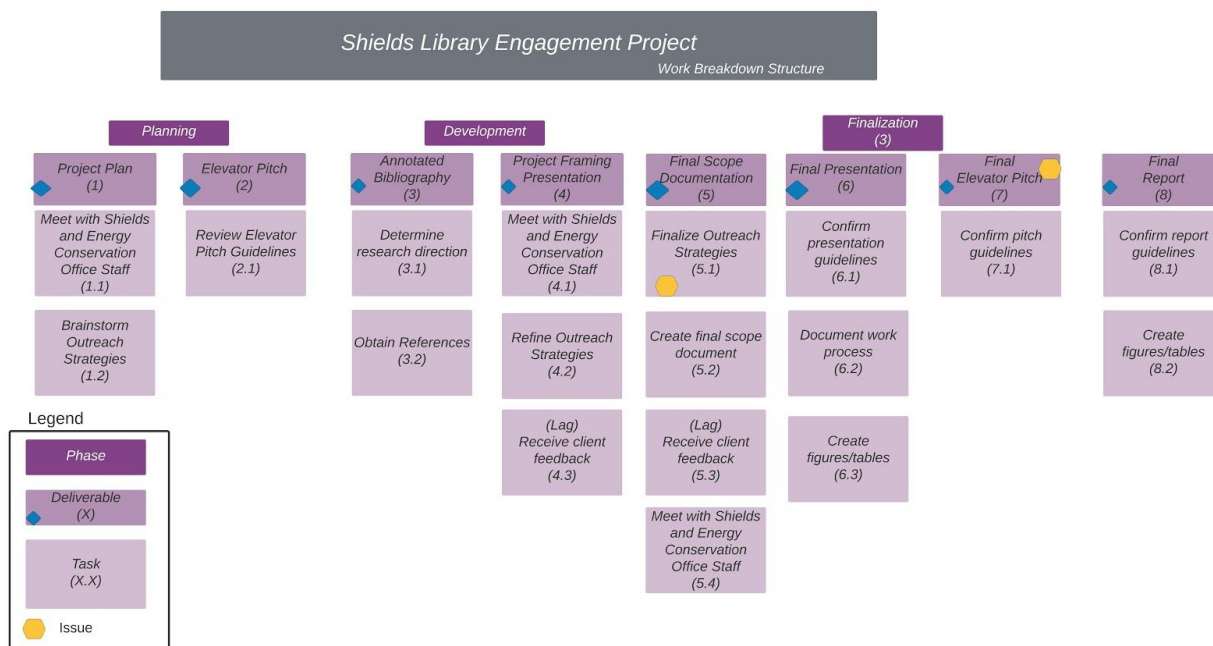 Shields Library Engagement Project
Work Breakdown Structure
Planning
Development
Finalization
(3)
Project Plan
(1)
Elevator Pitch
(2)
Annotated
Bibliography
(3)
Project Framing
Presentation
(4)
Final Scope
Documentation
(5)
Final Presentation
(6)
Final
Elevator Pitch
(7)
Final
Report
(8)
Meet with Shields
and Energy
Conservation
Office Staff
(1.1)
Review Elevator
Pitch Guidelines
(2.1)
Determine
research direction
(3.1)
Meet with Shields
and Energy
Conservation
Office Staff
(4.1)
Finalize Outreach
Strategies
(5.1)
Confirm
presentation
guidelines
(6.1)
Confirm pitch
guidelines
(7.1)
Confirm report
guidelines
(8.1)
Brainstorm
Outreach
Strategies
(1.2)
Obtain References
(3.2)
Refine Outreach
Strategies
(4.2)
Create final scope
document
(5.2)
Document work
process
(6.2)
Create
figures/tables
(8.2)
(Lag)
Receive client
feedback
(4.3)
(Lag)
Receive client
feedback
(5.3)
Create
figures/tables
(6.3)
Meet with Shields
and Energy
Conservation
Office Staff
(5.4)
Legend
Phase
Deliverable
(X)
Task
(X.X)
Issue